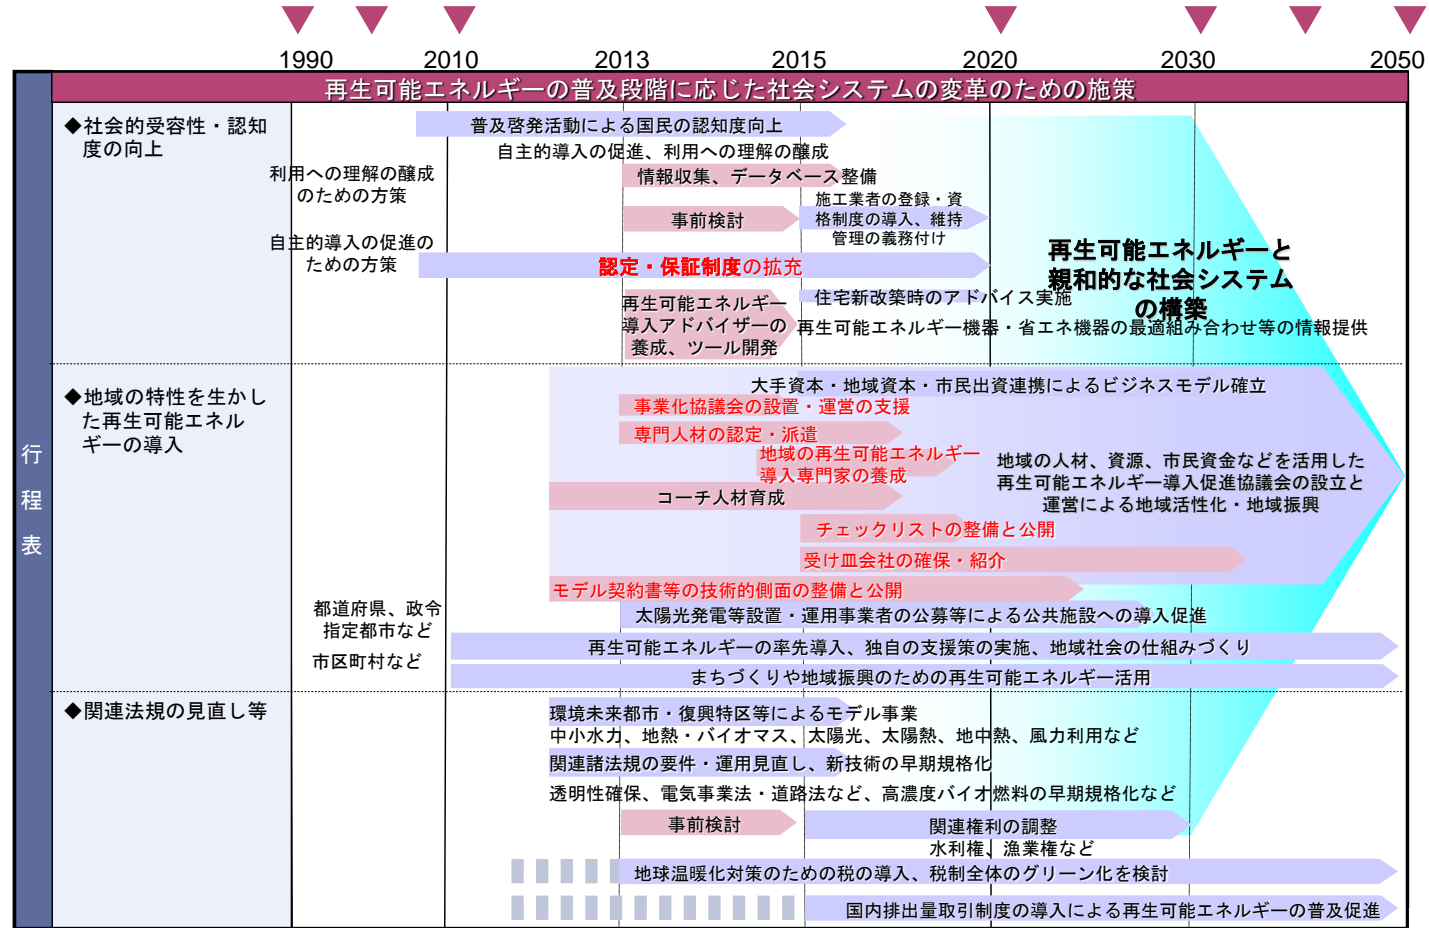 1990 2010 2013 2015 2020 2030 2050
再生可能エネルギーの普及段階に応じた社会システムの変革のための施策
行
程
表
◆社会的受容性・認知
度の向上
普及啓発活動による国民の認知度向上
自主的導入の促進、利用への理解の醸成
利用への理解の醸成
のための方策
情報収集、データベース整備
事前検討
施工業者の登録・資
格制度の導入、維持
管理の義務付け
自主的導入の促進の
ための方策
認定・保証制度の拡充
再生可能エネルギー
導入アドバイザーの
養成、ツール開発
住宅新改築時のアドバイス実施
再生可能エネルギー機器・省エネ機器の最適組み合わせ等の情報提供
再生可能エネルギーと
親和的な社会システム
の構築
◆地域の特性を生かし
た再生可能エネル
ギーの導入
大手資本・地域資本・市民出資連携によるビジネスモデル確立
事業化協議会の設置・運営の支援
専門人材の認定・派遣
地域の再生可能エネルギー
導入専門家の養成
コーチ人材育成
地域の人材、資源、市民資金などを活用した
再生可能エネルギー導入促進協議会の設立と
運営による地域活性化・地域振興
チェックリストの整備と公開
受け皿会社の確保・紹介
モデル契約書等の技術的側面の整備と公開
都道府県、政令
指定都市など
太陽光発電等設置・運用事業者の公募等による公共施設への導入促進
再生可能エネルギーの率先導入、独自の支援策の実施、地域社会の仕組みづくり
市区町村など
まちづくりや地域振興のための再生可能エネルギー活用
◆関連法規の見直し等
環境未来都市・復興特区等によるモデル事業
中小水力、地熱・バイオマス、太陽光、太陽熱、地中熱、風力利用など
関連諸法規の要件・運用見直し、新技術の早期規格化
透明性確保、電気事業法・道路法など、高濃度バイオ燃料の早期規格化など
事前検討
関連権利の調整
水利権、漁業権など
地球温暖化対策のための税の導入、税制全体のグリーン化を検討
国内排出量取引制度の導入による再生可能エネルギーの普及促進